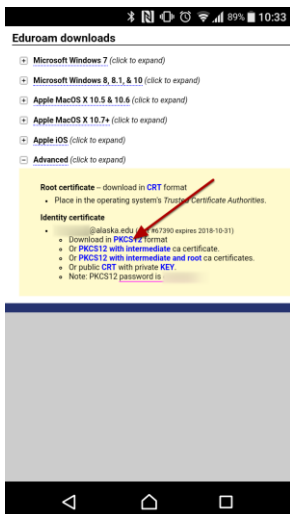 89% 10:33
Eduroam downloads
Microsoft Windows 7 (click to expand)
Microsoft Windows 8, 8.1, & 10 (click to expand)
Apple MacOS X 10.5 & 10.6 (click to expand)
Apple MacOS X 10.7+ (click to expand)
Apple iOS (click to expand)
Advanced (click to expand)
Root certificate – download in CRT format
Place in the operating system's Trusted Certificate Authorities.
Identity certificate
@alaska.edu #67390 expires 2018-10-31)
Download in PKCS12 format
Or PKCS12 with intermediate ca certificate.
Or PKCS12 with intermediate and root ca certificates.
Or public CRT with private KEY.
Note: PKCS12 password is